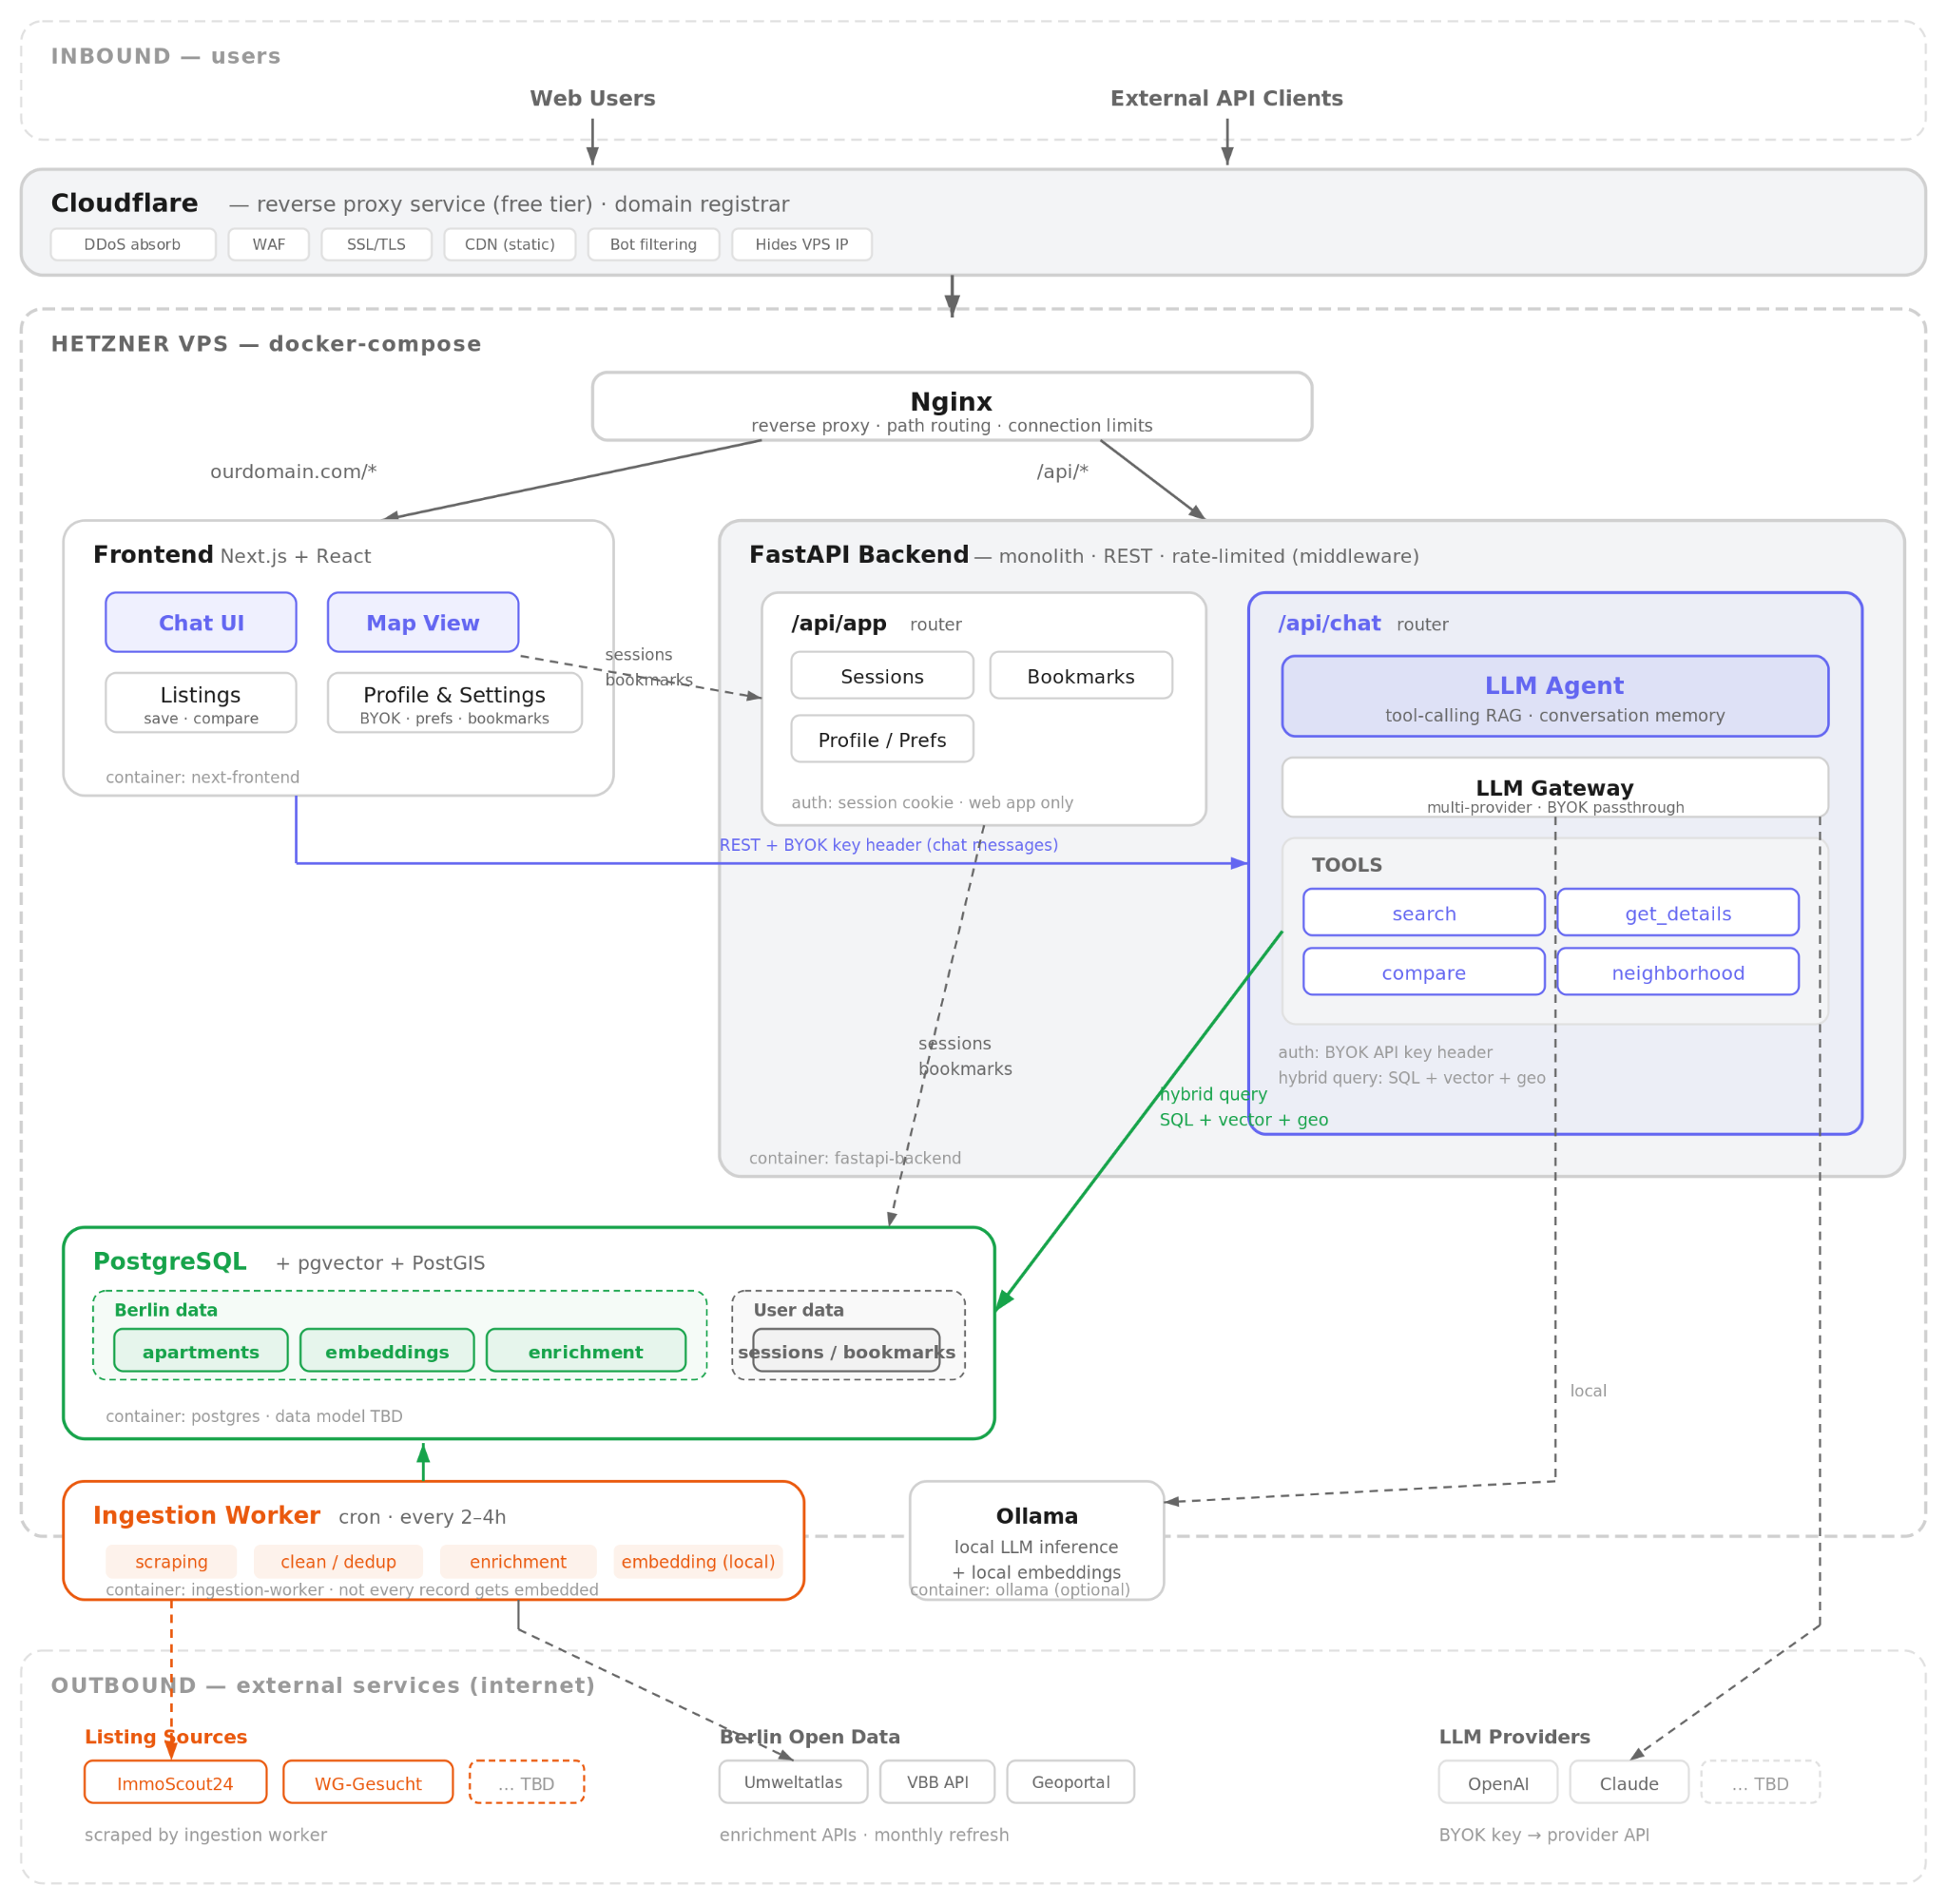 INBOUND — users
Web Users
External API Clients
Cloudflare — reverse proxy service (free tier) · domain registrar
DDoS absorb
WAF
SSL/TLS
CDN (static)
Bot filtering
Hides VPS IP
HETZNER VPS — docker-compose
Nginx
reverse proxy · path routing · connection limits
ourdomain.com/*
/api/*
Frontend Next.js + React
Chat UI
Map View
Listings
save · compare
Profile & Settings
BYOK · prefs · bookmarks
container: next-frontend
sessions
bookmarks
FastAPI Backend — monolith · REST · rate-limited (middleware)
/api/app router
Sessions
Bookmarks
Profile / Prefs
auth: session cookie · web app only
REST + BYOK key header (chat messages)
/api/chat router
LLM Agent
tool-calling RAG · conversation memory
LLM Gateway
multi-provider · BYOK passthrough
TOOLS
search
get_details
compare
neighborhood
auth: BYOK API key header
hybrid query: SQL + vector + geo
sessions
bookmarks
hybrid query
SQL + vector + geo
container: fastapi-backend
PostgreSQL + pgvector + PostGIS
Berlin data
apartments
embeddings
enrichment
User data
sessions / bookmarks
container: postgres · data model TBD
local
Ingestion Worker cron · every 2–4h
scraping
clean / dedup
enrichment
embedding (local)
container: ingestion-worker · not every record gets embedded
Ollama
local LLM inference
+ local embeddings
container: ollama (optional)
OUTBOUND — external services (internet)
Listing Sources
ImmoScout24
WG-Gesucht
... TBD
scraped by ingestion worker
Berlin Open Data
Umweltatlas
VBB API
Geoportal
enrichment APIs · monthly refresh
LLM Providers
OpenAI
Claude
... TBD
BYOK key → provider API